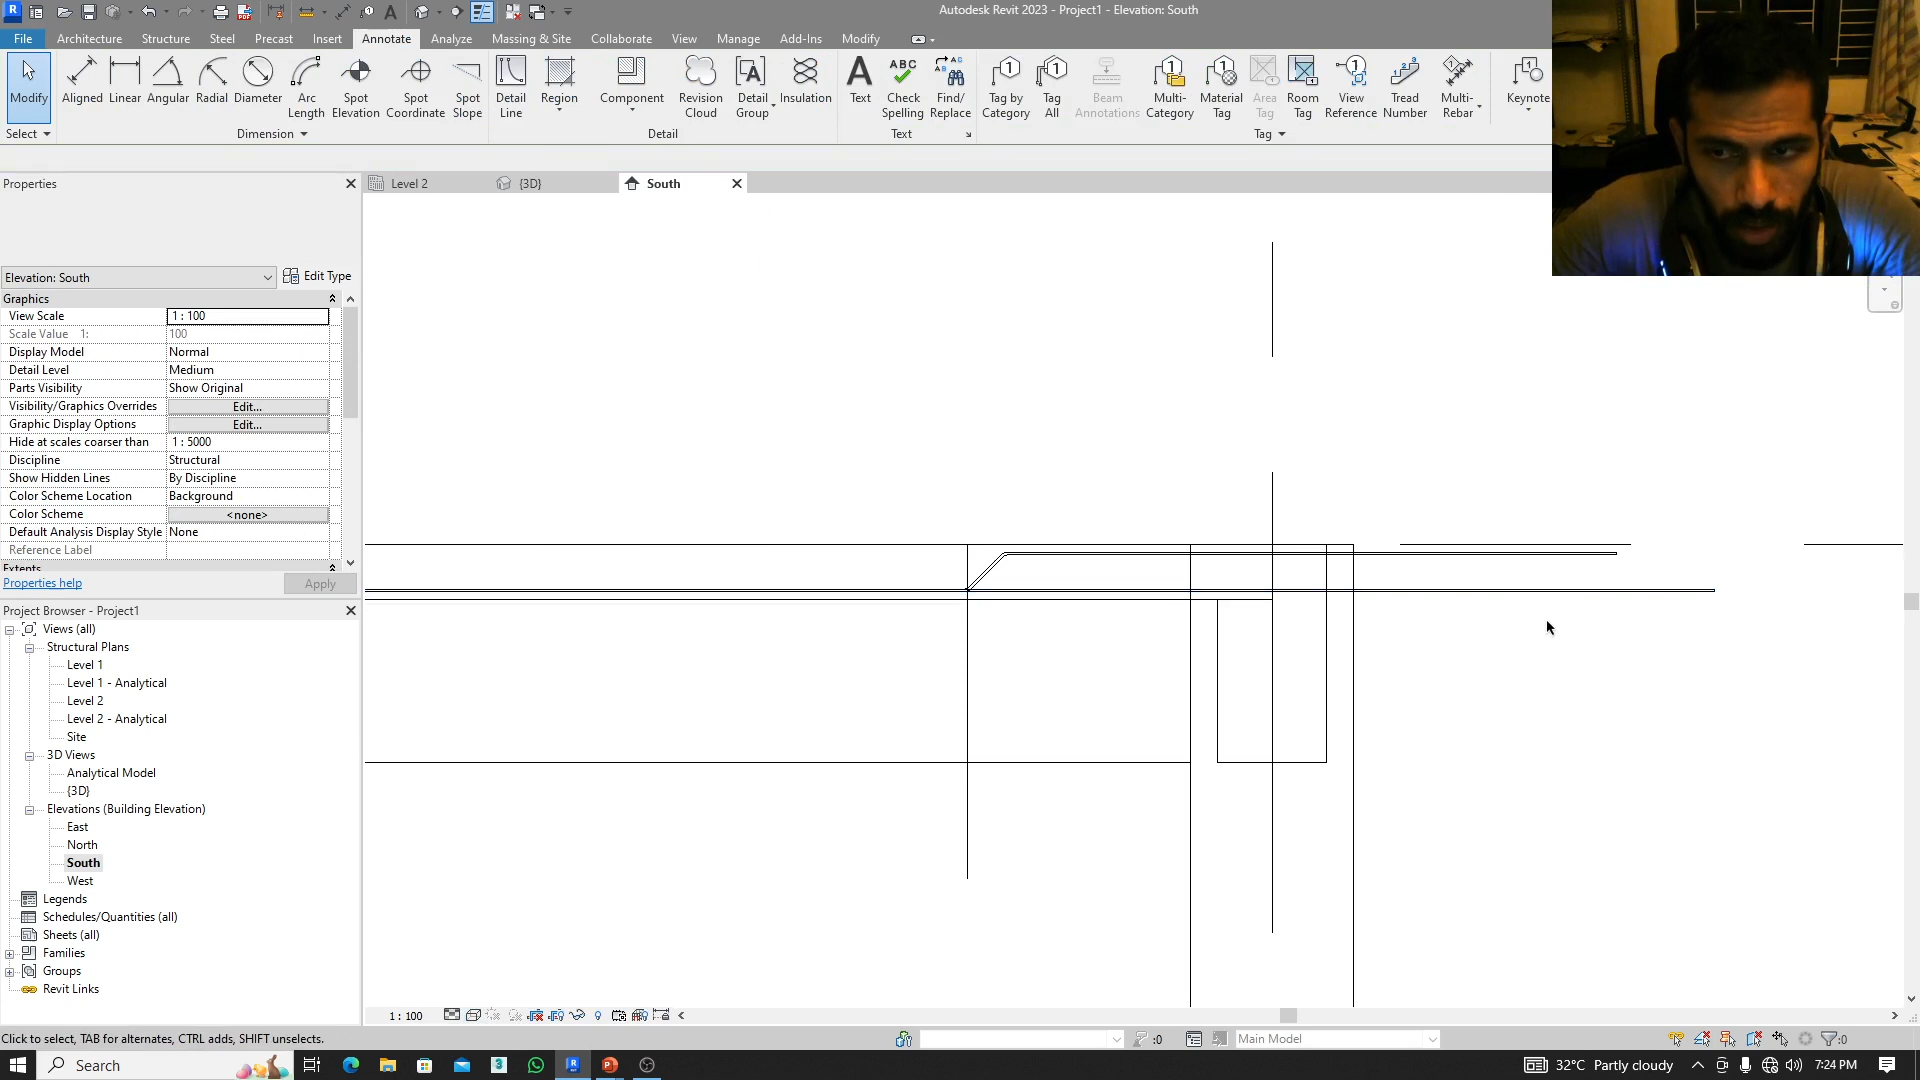 Autodesk Revit 2023 - Project1 - Elevation: South
File Architecture Structure Steel Precast Insert Annotate Analyze Massing & Site Collaborate View Manage Add-Ins Modify
Modify Aligned Linear Angular Radial Diameter Arc Length Spot Elevation Spot Coordinate Spot Slope Detail Line Region Component Revision Cloud Detail Group Insulation Text Check Spelling Find/ Replace Tag by Category Tag All Beam Annotations Multi- Category Material Tag Area Tag Room Tag View Reference Tread Number Multi- Rebar Keynote
Select Dimension Detail Text Tag
Properties
Level 2 {3D} South
Elevation: South Edit Type
Graphics
View Scale 1 : 100
Scale Value 1: 100
Display Model Normal
Detail Level Medium
Parts Visibility Show Original
Visibility/Graphics Overrides Edit...
Graphic Display Options Edit...
Hide at scales coarser than 1 : 5000
Discipline Structural
Show Hidden Lines By Discipline
Color Scheme Location Background
Color Scheme <none>
Default Analysis Display Style None
Reference Label
Extents
Properties help Apply
Project Browser - Project1
Views (all)
Structural Plans
Level 1
Level 1 - Analytical
Level 2
Level 2 - Analytical
Site
3D Views
Analytical Model
{3D}
Elevations (Building Elevation)
East
North
South
West
Legends
Schedules/Quantities (all)
Sheets (all)
Families
Groups
Revit Links
1 : 100
Click to select, TAB for alternates, CTRL adds, SHIFT unselects.
:0 Main Model :0
Search 32°C Partly cloudy 7:24 PM